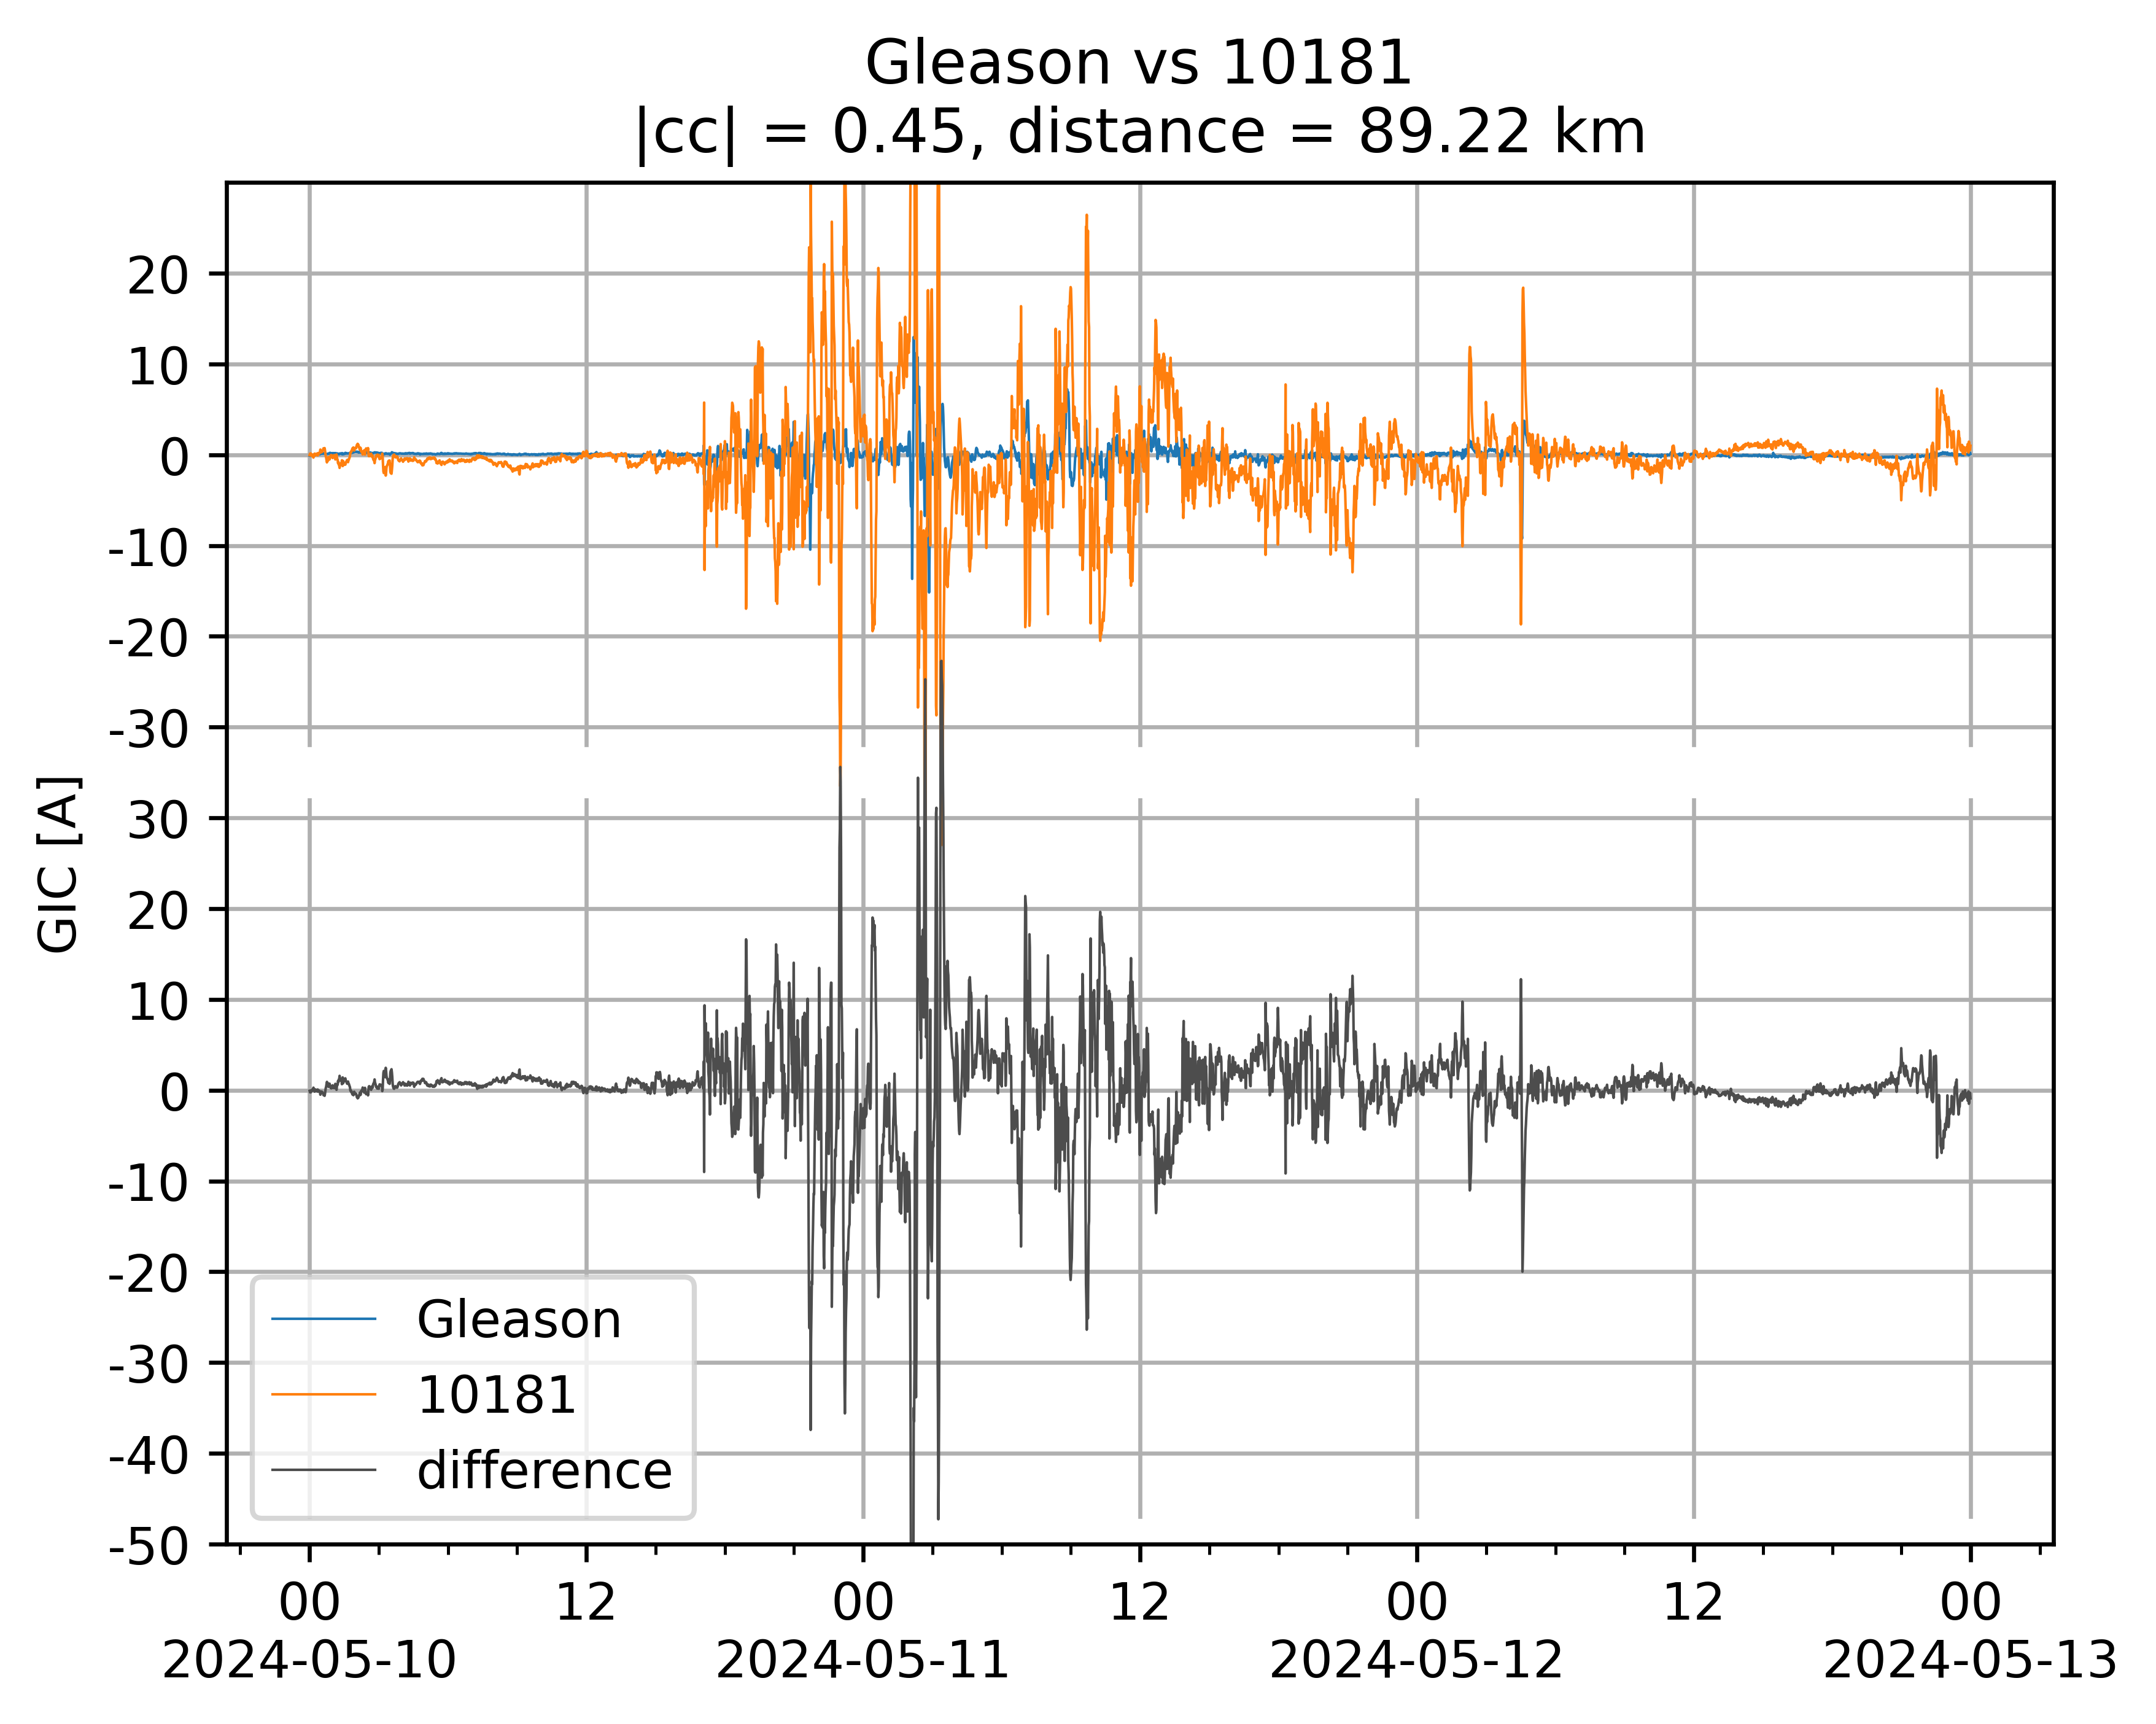 Gleason vs 10181
|cc| = 0.45, distance = 89.22 km
GIC [A]
20
10
0
-10
-20
-30
30
20
10
0
-10
-20
-30
-40
-50
Gleason
10181
difference
00 12 00 12 00 12 00
2024-05-10 2024-05-11 2024-05-12 2024-05-13